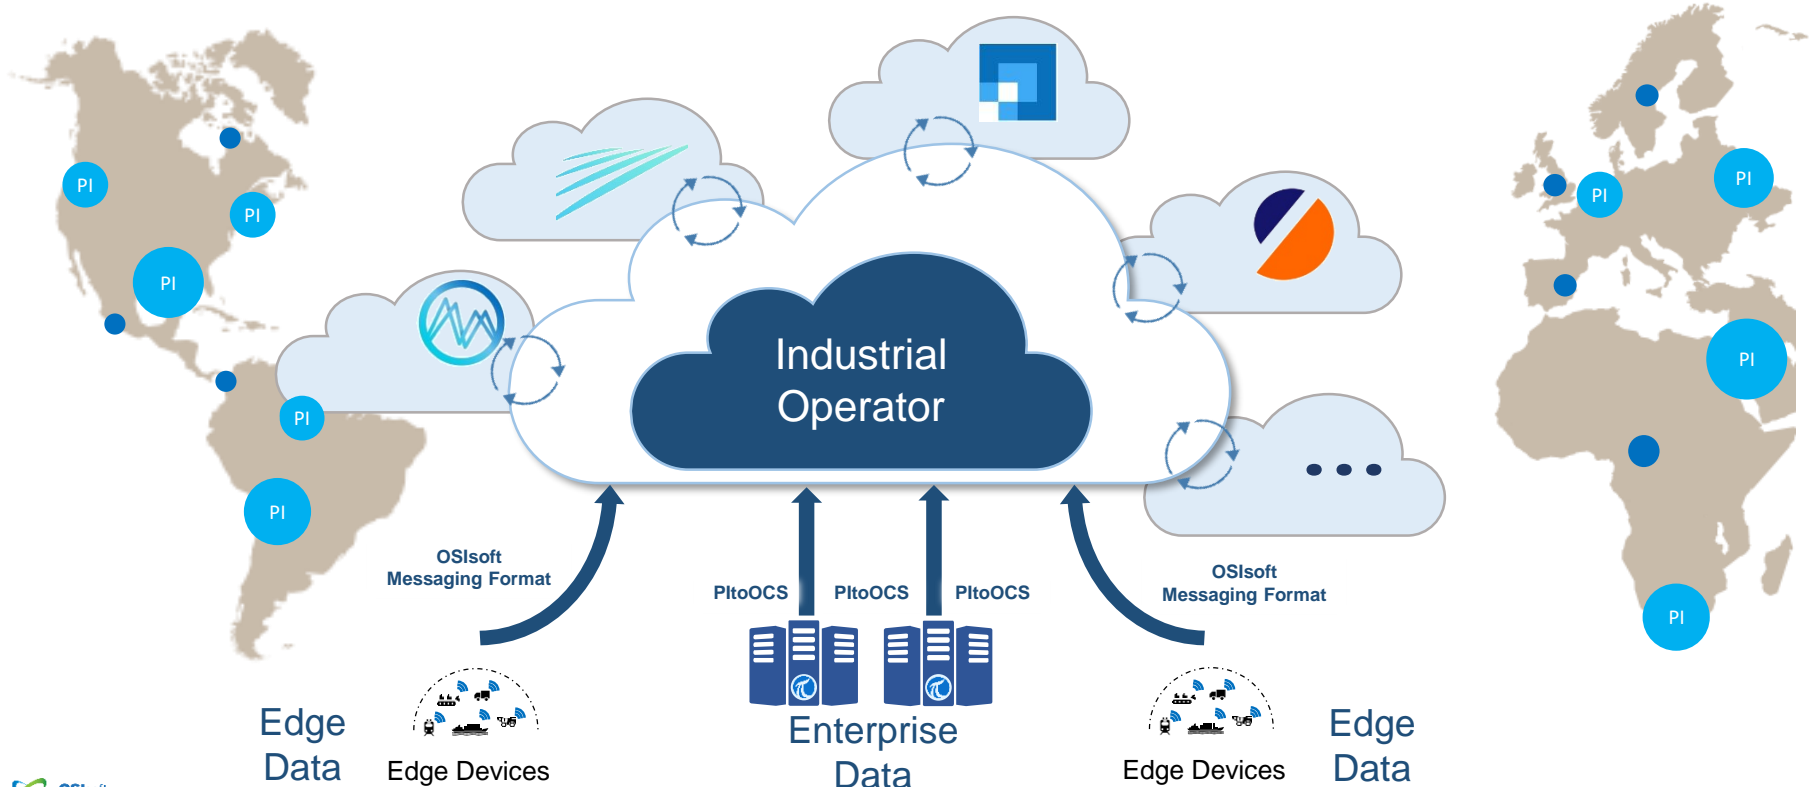 PI
PI
PI
PI
PI
Industrial
Operator
PI
PI
PI
PI
OSIsoft
Messaging Format
PItoOCS
PItoOCS
PItoOCS
OSIsoft
Messaging Format
Edge
Data
Edge Devices
Enterprise
Data
Edge Devices
Edge
Data